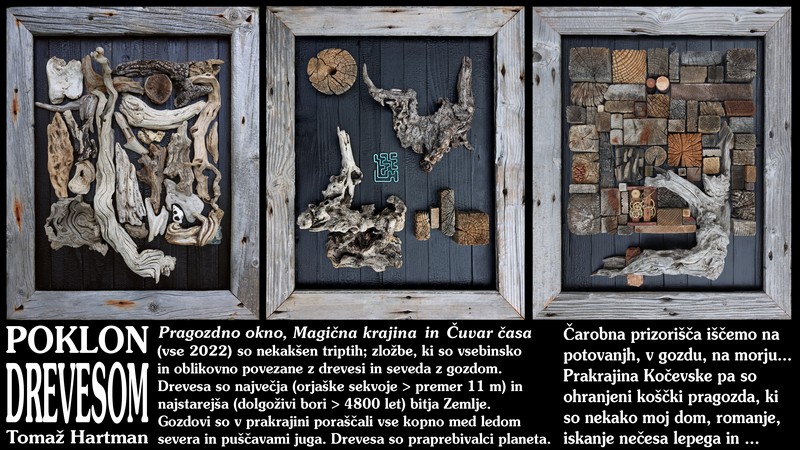 POKLON
DREVESOM
Tomaž Hartman
Pragozdno okno, Magična krajina in Čuvar časa
(vse 2022) so nekakšen triptih; zložbe, ki so vsebinsko
in oblikovno povezane z drevesi in seveda z gozdom.
Drevesa so največja (orjaške sekvoje > premer 11 m) in
najstarejša (dolgoživi bori > 4800 let) bitja Zemlje.
Gozdovi so v prakrajini poraščali vse kopno med ledom
severa in puščavami juga. Drevesa so praprebivalci planeta.
Čarobna prizorišča iščemo na
potovanjh, v gozdu, na morju...
Prakrajina Kočevske pa so
ohranjeni koščki pragozda, ki
so nekako moj dom, romanje,
iskanje nečesa lepega in ...